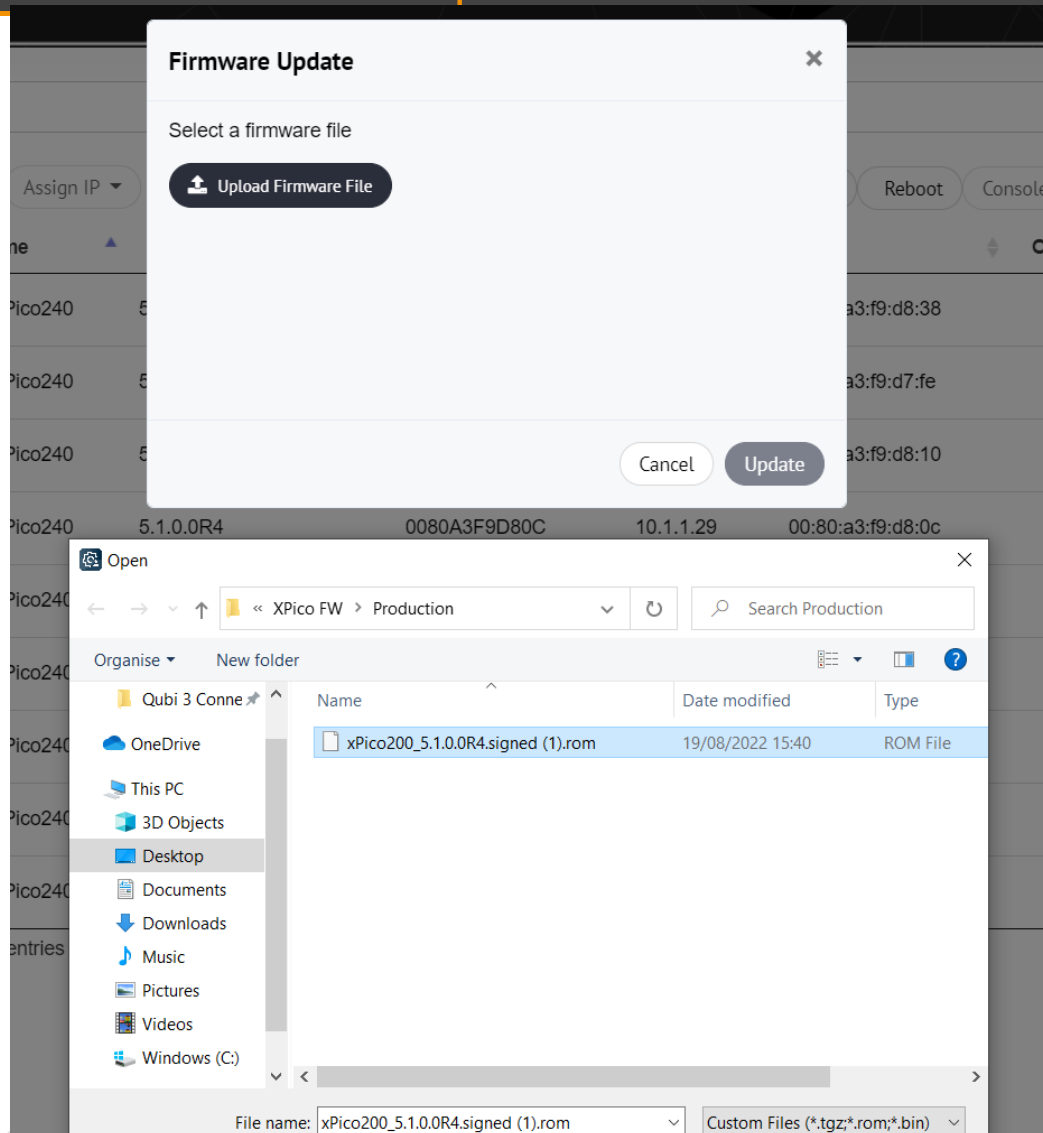 Firmware Update
Select a firmware file
Upload Firmware File
Assign IP
Reboot
Console
a3:f9:d8:38
Pico240
a3:f9:d7:fe
Pico240
a3:f9:d8:10
Pico240
Cancel
Update
Pico240 5.1.0.0R4 0080A3F9D80C 10.1.1.29 00:80:a3:f9:d8:0c
Open
« XPico FW > Production
Search Production
Organise
New folder
?
Qubi 3 Conne
Name
Date modified
Type
xPico200_5.1.0.0R4.signed (1).rom 19/08/2022 15:40 ROM File
OneDrive
This PC
3D Objects
Desktop
Documents
Downloads
Music
Pictures
Videos
Windows (C:)
Pico240
Pico240
Pico240
Pico240
Pico240
entries
File name: xPico200_5.1.0.0R4.signed (1).rom
Custom Files (*.tgz;*.rom;*.bin)